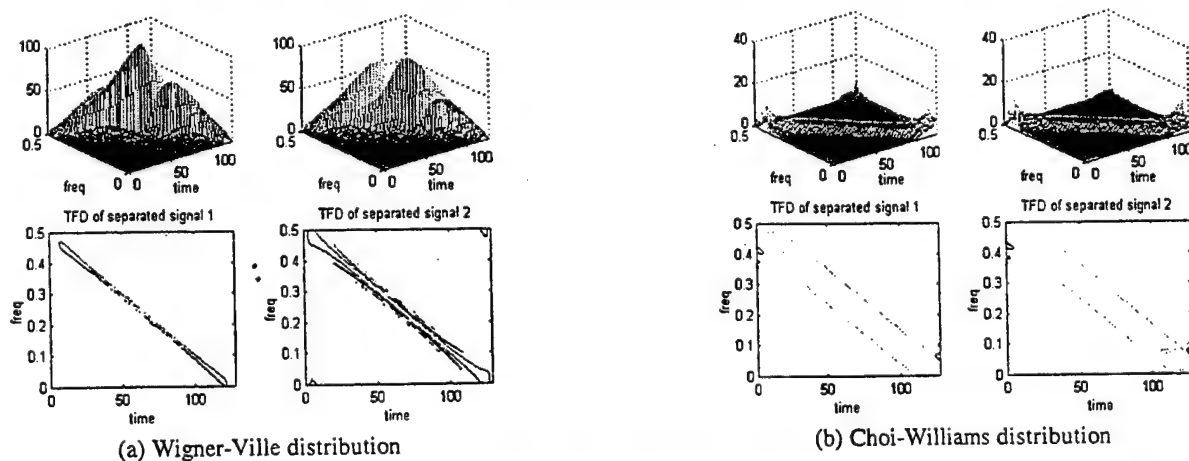 100
50
0
0.5
freq
0 0
50
100
time
100
50
0
0.5
freq
0 0
50
100
time
TFD of separated signal 1
0.5
0.4
0.3
0.2
0.1
0
freq
0
50
100
time
TFD of separated signal 2
0.5
0.4
0.3
0.2
0.1
0
freq
0
50
100
time
(a) Wigner-Ville distribution
40
20
0
0.5
freq
0 0
50
100
time
40
20
0
0.5
freq
0 0
50
100
time
TFD of separated signal 1
0.5
0.4
0.3
0.2
0.1
0
freq
0
50
100
time
TFD of separated signal 2
0.5
0.4
0.3
0.2
0.1
0
freq
0
50
100
time
(b) Choi-Williams distribution